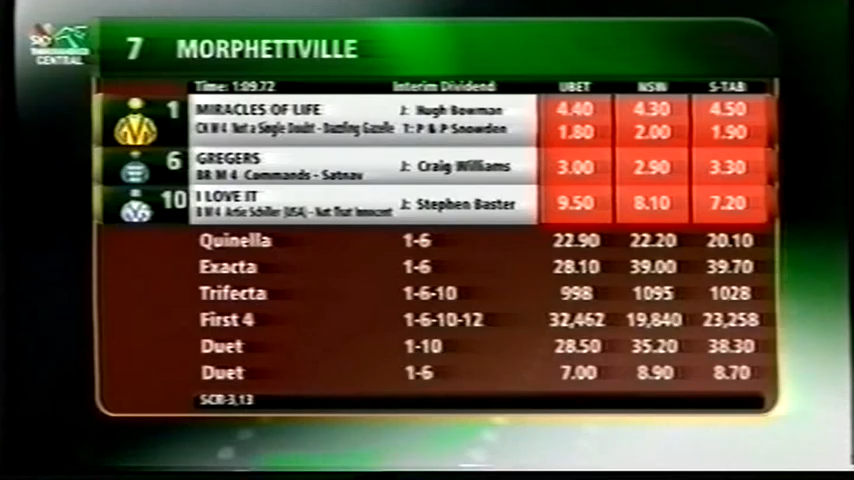 SKY
THOROUGHBRED
CENTRAL
7 MORPHETTVILLE
Time: 1:09.72 Interim Dividend UBET NSW S-TAB
1 MIRACLES OF LIFE J: Hugh Bowman 4.40 4.30 4.50
CH M 4 Not a Single Doubt - Dazzling Gazelle T: P & P Snowden 1.80 2.00 1.90
6 GREGERS J: Craig Williams 3.00 2.90 3.30
BR M 4 Commands - Satnav
10 I LOVE IT J: Stephen Baster 9.50 8.10 7.20
B M 4 Artie Schiller (USA) - Not That Innocent
Quinella 1-6 22.90 22.20 20.10
Exacta 1-6 28.10 39.00 39.70
Trifecta 1-6-10 998 1095 1028
First 4 1-6-10-12 32,462 19,840 23,258
Duet 1-10 28.50 35.20 38.30
Duet 1-6 7.00 8.90 8.70
SCR-3,13